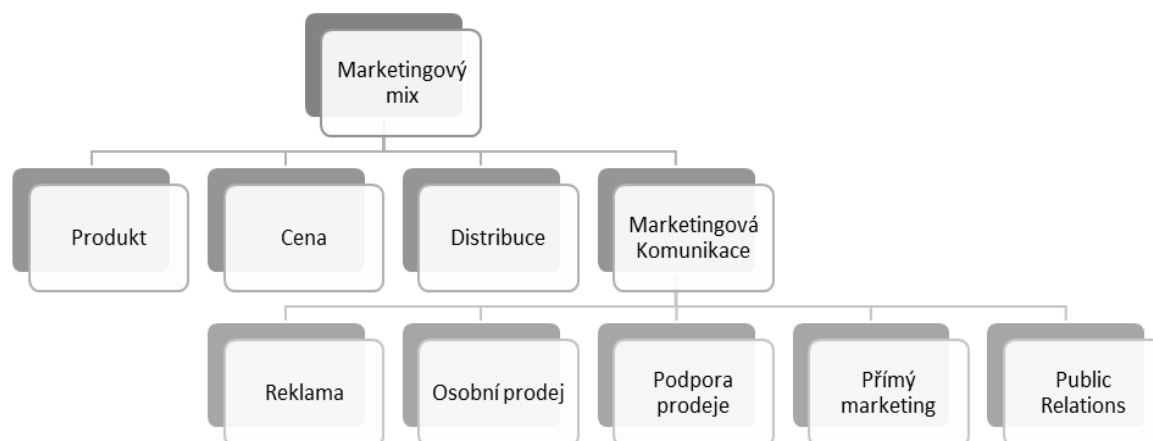 Marketingový
mix
Produkt
Cena
Distribuce
Marketingová
Komunikace
Reklama
Osobní prodej
Podpora
prodeje
Přímý
marketing
Public
Relations